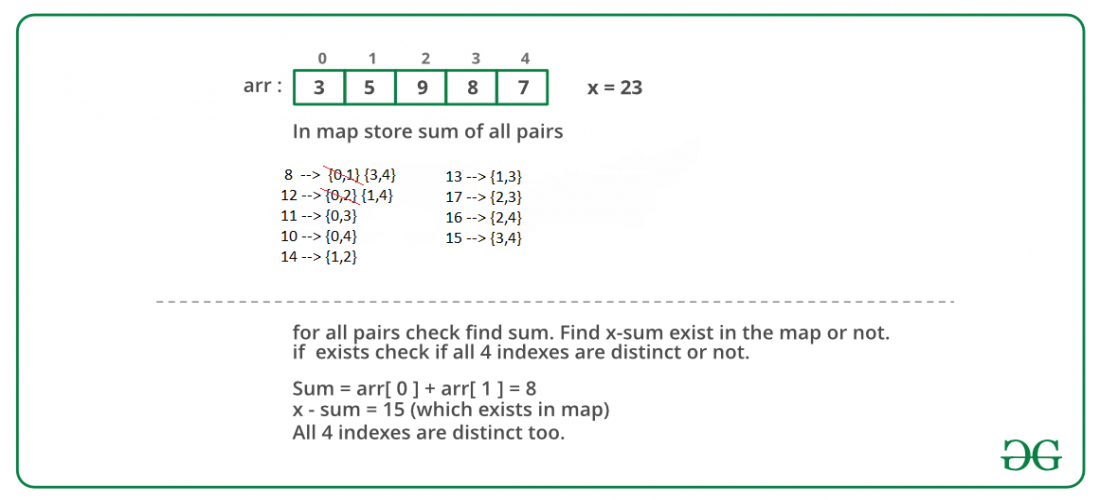 0 1 2 3 4
arr : 3 5 9 8 7 x = 23
In map store sum of all pairs
8 --> {0,1} {3,4}
12 --> {0,2} {1,4}
11 --> {0,3}
10 --> {0,4}
14 --> {1,2}
13 --> {1,3}
17 --> {2,3}
16 --> {2,4}
15 --> {3,4}
for all pairs check find sum. Find x-sum exist in the map or not.
if exists check if all 4 indexes are distinct or not.
Sum = arr[ 0 ] + arr[ 1 ] = 8
x - sum = 15 (which exists in map)
All 4 indexes are distinct too.